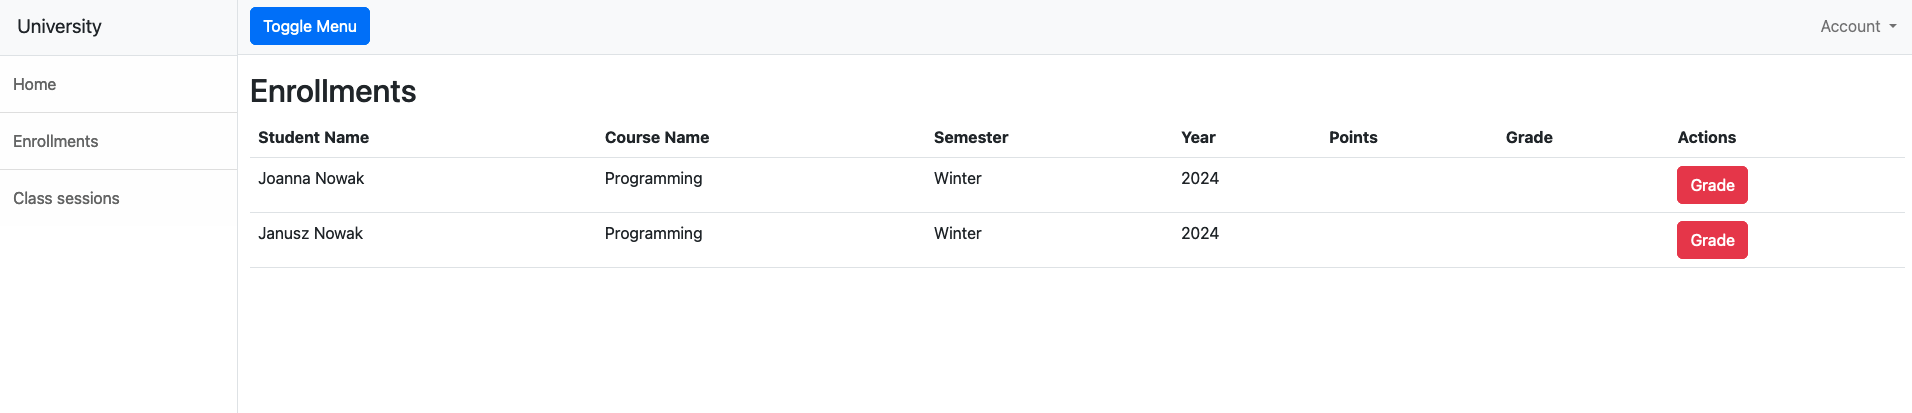 University
Toggle Menu
Account
Home
Enrollments
Class sessions
Enrollments
Student Name Course Name Semester Year Points Grade Actions
Joanna Nowak Programming Winter 2024 Grade
Janusz Nowak Programming Winter 2024 Grade